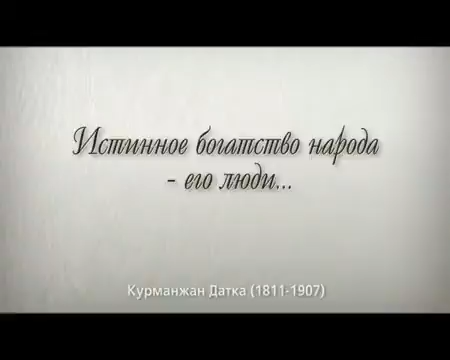 Истинное богатство народа
- его люди...
Курманжан Датка (1811-1907)